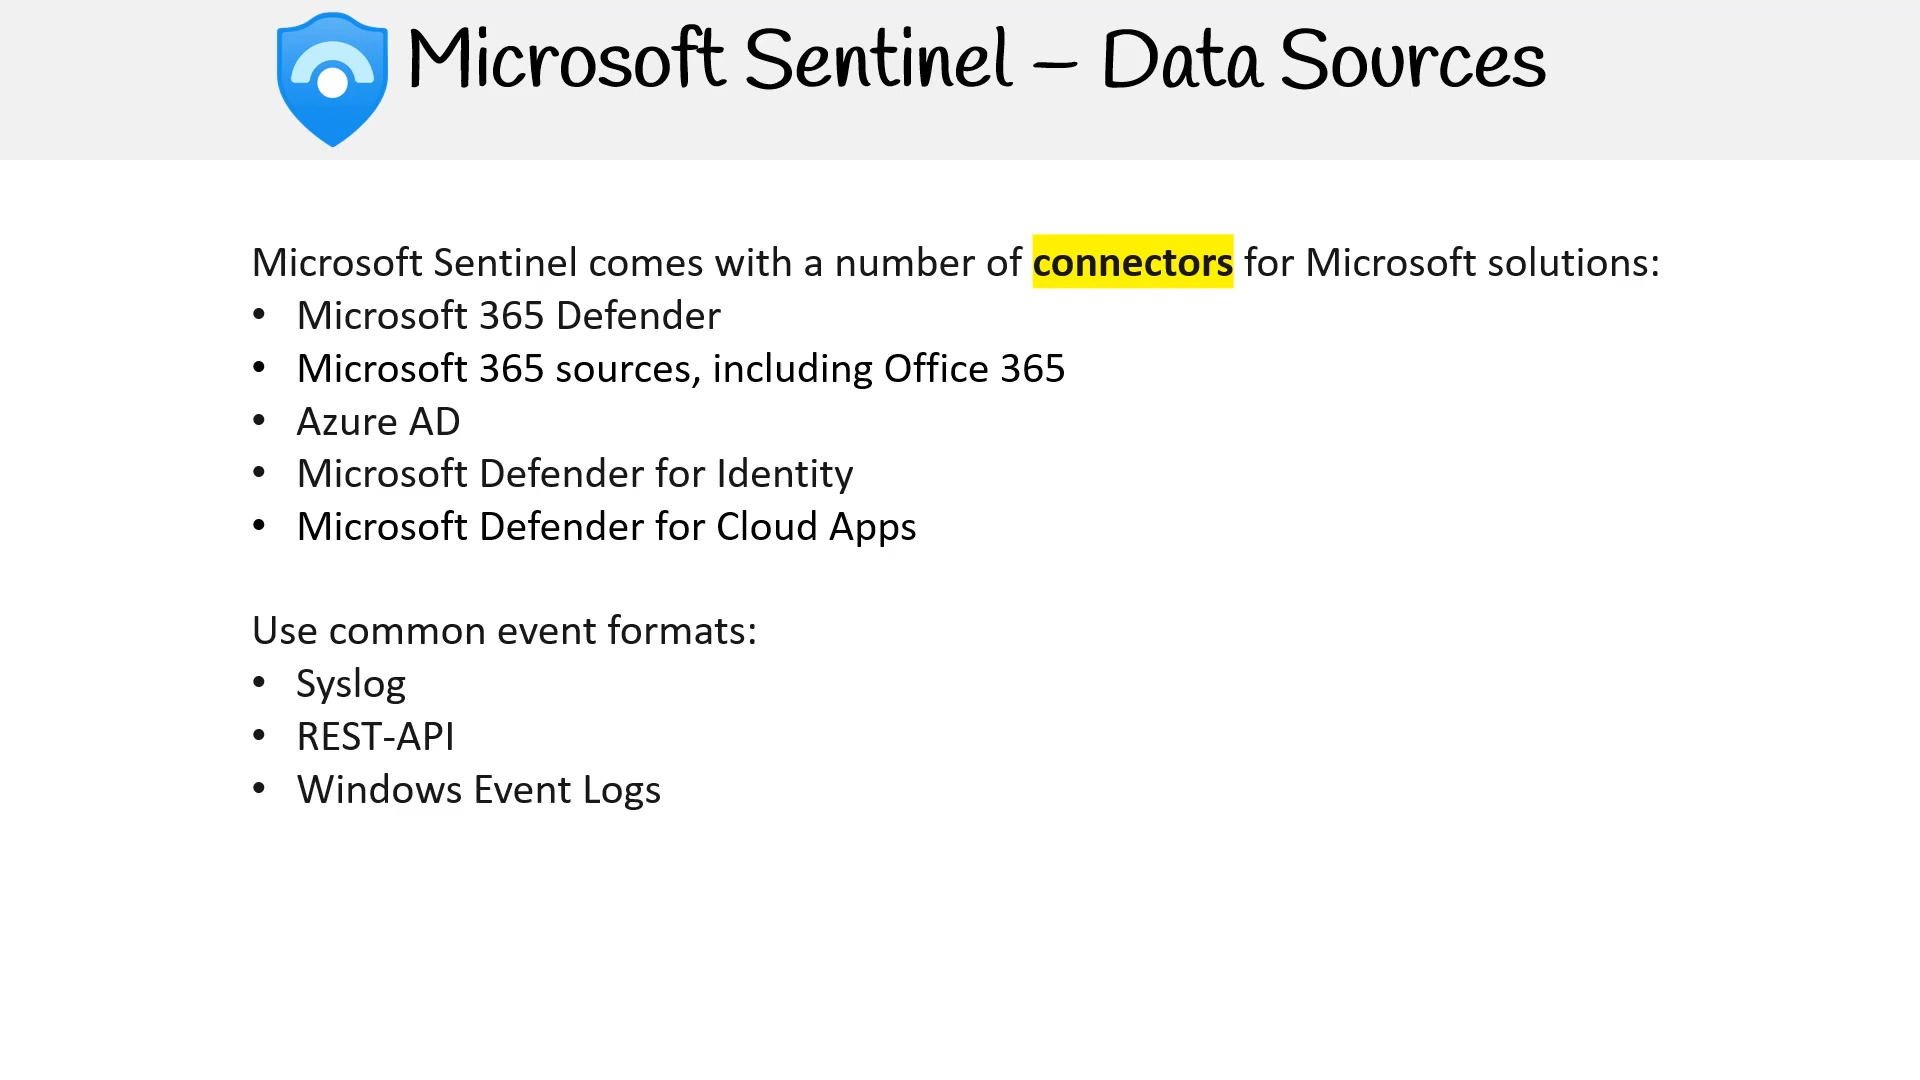 Microsoft Sentinel – Data Sources
Microsoft Sentinel comes with a number of connectors for Microsoft solutions:
• Microsoft 365 Defender
• Microsoft 365 sources, including Office 365
• Azure AD
• Microsoft Defender for Identity
• Microsoft Defender for Cloud Apps
Use common event formats:
• Syslog
• REST-API
• Windows Event Logs